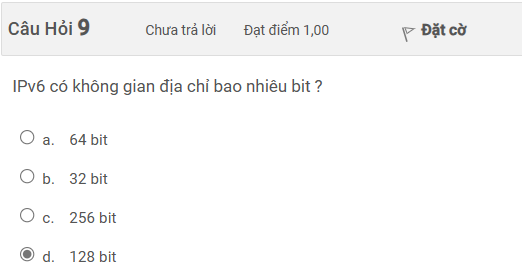 Câu Hỏi 9 Chưa trả lời Đạt điểm 1,00 Đặt cờ
IPv6 có không gian địa chỉ bao nhiêu bit ?
a. 64 bit
b. 32 bit
c. 256 bit
d. 128 bit